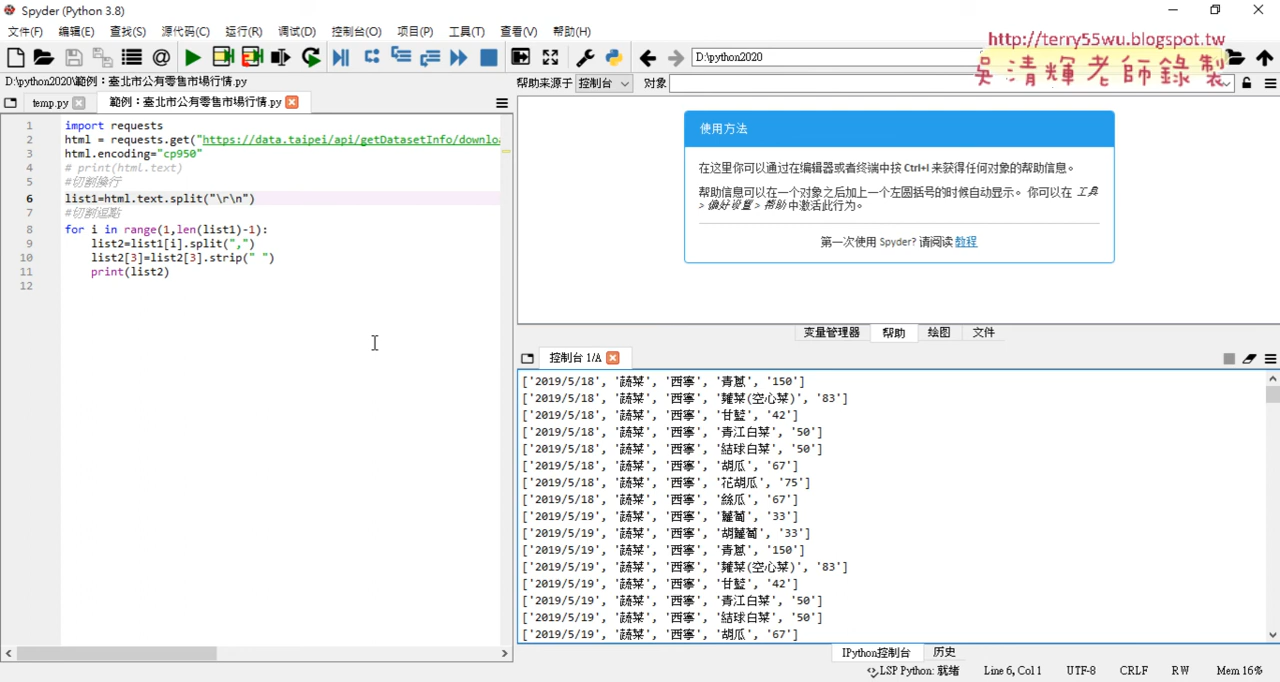 Spyder (Python 3.8)
文件(F) 编辑(E) 查找(S) 源代码(C) 运行(R) 调试(D) 控制台(O) 项目(P) 工具(T) 查看(V) 帮助(H)
D:\python2020
http://terry55wu.blogspot.tw
吳清輝老師錄製
D:\python2020\範例：臺北市公有零售市場行情.py
帮助来源于 控制台 对象
temp.py 範例：臺北市公有零售市場行情.py
1 import requests
2 html = requests.get("https://data.taipei/api/getDatasetInfo/downlo
3 html.encoding="cp950"
4 # print(html.text)
5 #切割換行
6 list1=html.text.split("\r\n")
7 #切割逗點
8 for i in range(1,len(list1)-1):
9 list2=list1[i].split(",")
10 list2[3]=list2[3].strip(" ")
11 print(list2)
12
使用方法
在这里你可以通过在编辑器或者终端中按 Ctrl+I 来获得任何对象的帮助信息。
帮助信息可以在一个对象之后加上一个左圆括号的时候自动显示。 你可以在 工具
> 偏好设置 > 帮助 中激活此行为。
第一次使用 Spyder? 请阅读 教程
变量管理器 帮助 绘图 文件
控制台 1/A
['2019/5/18', '蔬菜', '西寧', '青蔥', '150']
['2019/5/18', '蔬菜', '西寧', '蕹菜(空心菜)', '83']
['2019/5/18', '蔬菜', '西寧', '甘藍', '42']
['2019/5/18', '蔬菜', '西寧', '青江白菜', '50']
['2019/5/18', '蔬菜', '西寧', '結球白菜', '50']
['2019/5/18', '蔬菜', '西寧', '胡瓜', '67']
['2019/5/18', '蔬菜', '西寧', '花胡瓜', '75']
['2019/5/18', '蔬菜', '西寧', '絲瓜', '67']
['2019/5/19', '蔬菜', '西寧', '蘿蔔', '33']
['2019/5/19', '蔬菜', '西寧', '胡蘿蔔', '33']
['2019/5/19', '蔬菜', '西寧', '青蔥', '150']
['2019/5/19', '蔬菜', '西寧', '蕹菜(空心菜)', '83']
['2019/5/19', '蔬菜', '西寧', '甘藍', '42']
['2019/5/19', '蔬菜', '西寧', '青江白菜', '50']
['2019/5/19', '蔬菜', '西寧', '結球白菜', '50']
['2019/5/19', '蔬菜', '西寧', '胡瓜', '67']
IPython控制台 历史
LSP Python: 就绪 Line 6, Col 1 UTF-8 CRLF RW Mem 16%